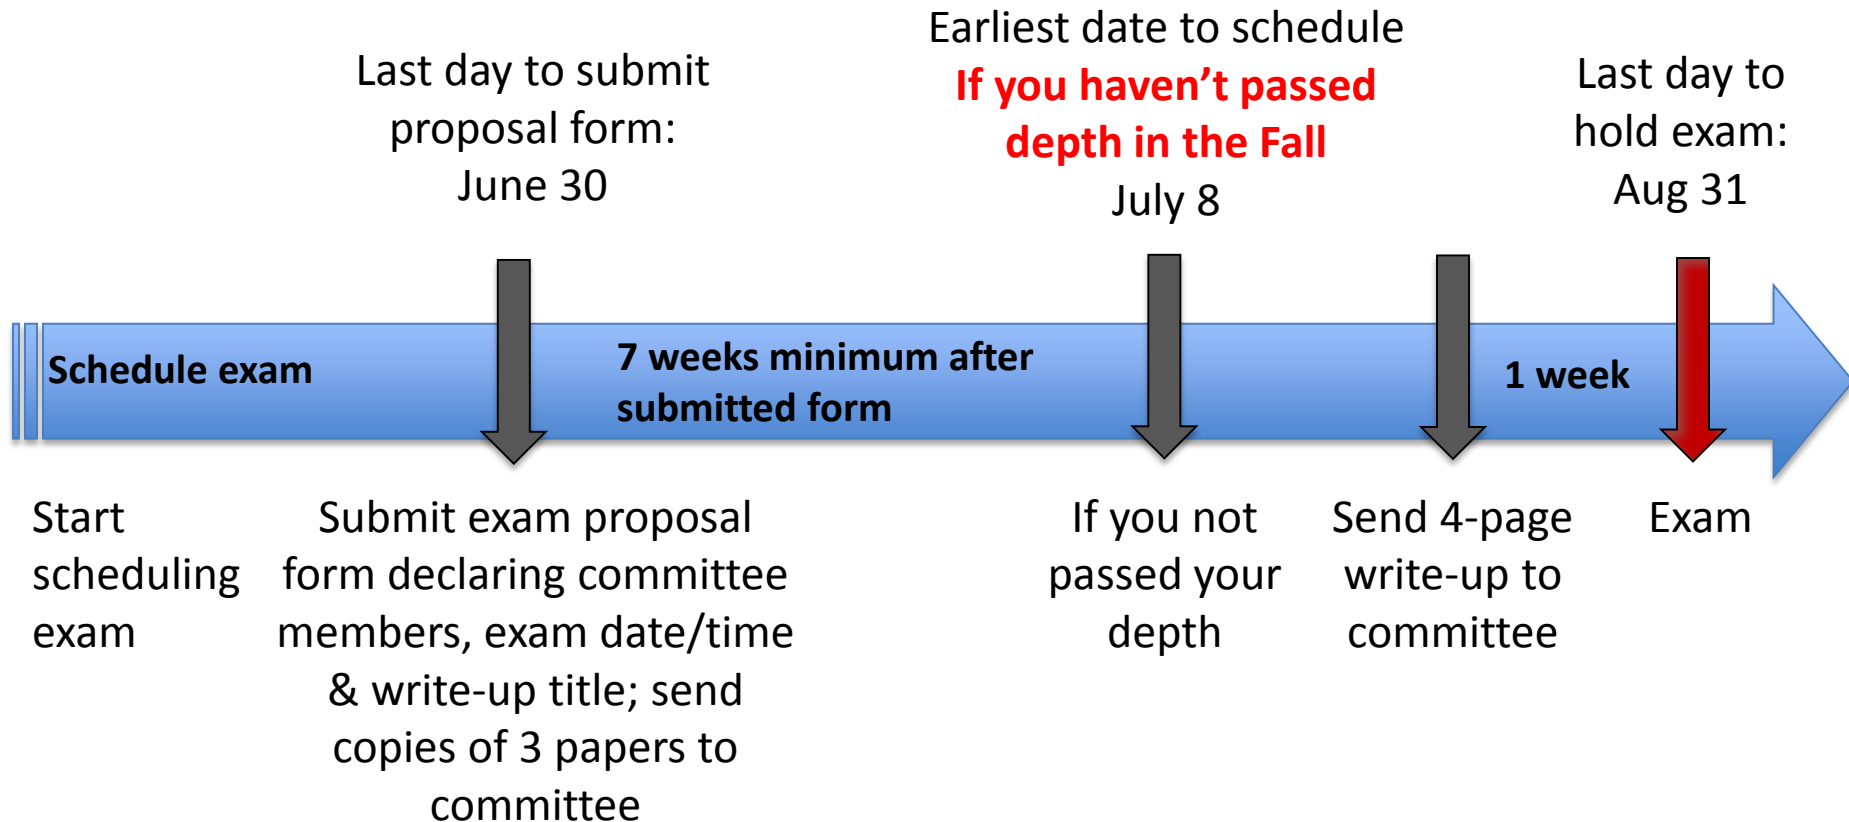 Last day to submit
proposal form:
June 30
Earliest date to schedule
If you haven’t passed
depth in the Fall
July 8
Last day to
hold exam:
Aug 31
Schedule exam
7 weeks minimum after
submitted form
1 week
Start
scheduling
exam
Submit exam proposal
form declaring committee
members, exam date/time
& write-up title; send
copies of 3 papers to
committee
If you not
passed your
depth
Send 4-page
write-up to
committee
Exam